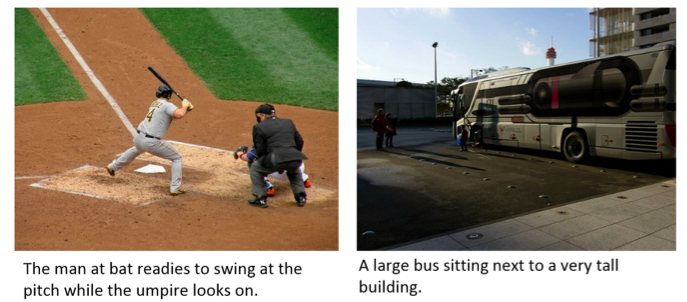 The man at bat readies to swing at the
pitch while the umpire looks on.
A large bus sitting next to a very tall
building.